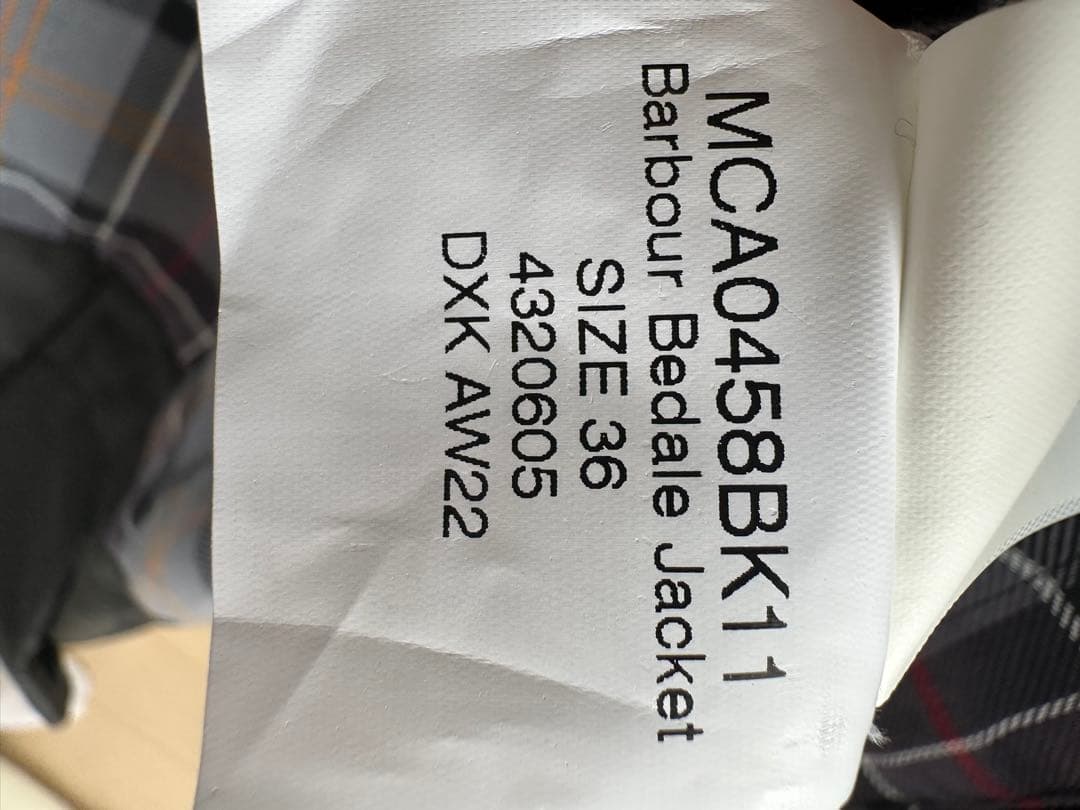 MCA0458BK11
Barbour Bedale Jacket
SIZE 36
4320605
DXK AW22